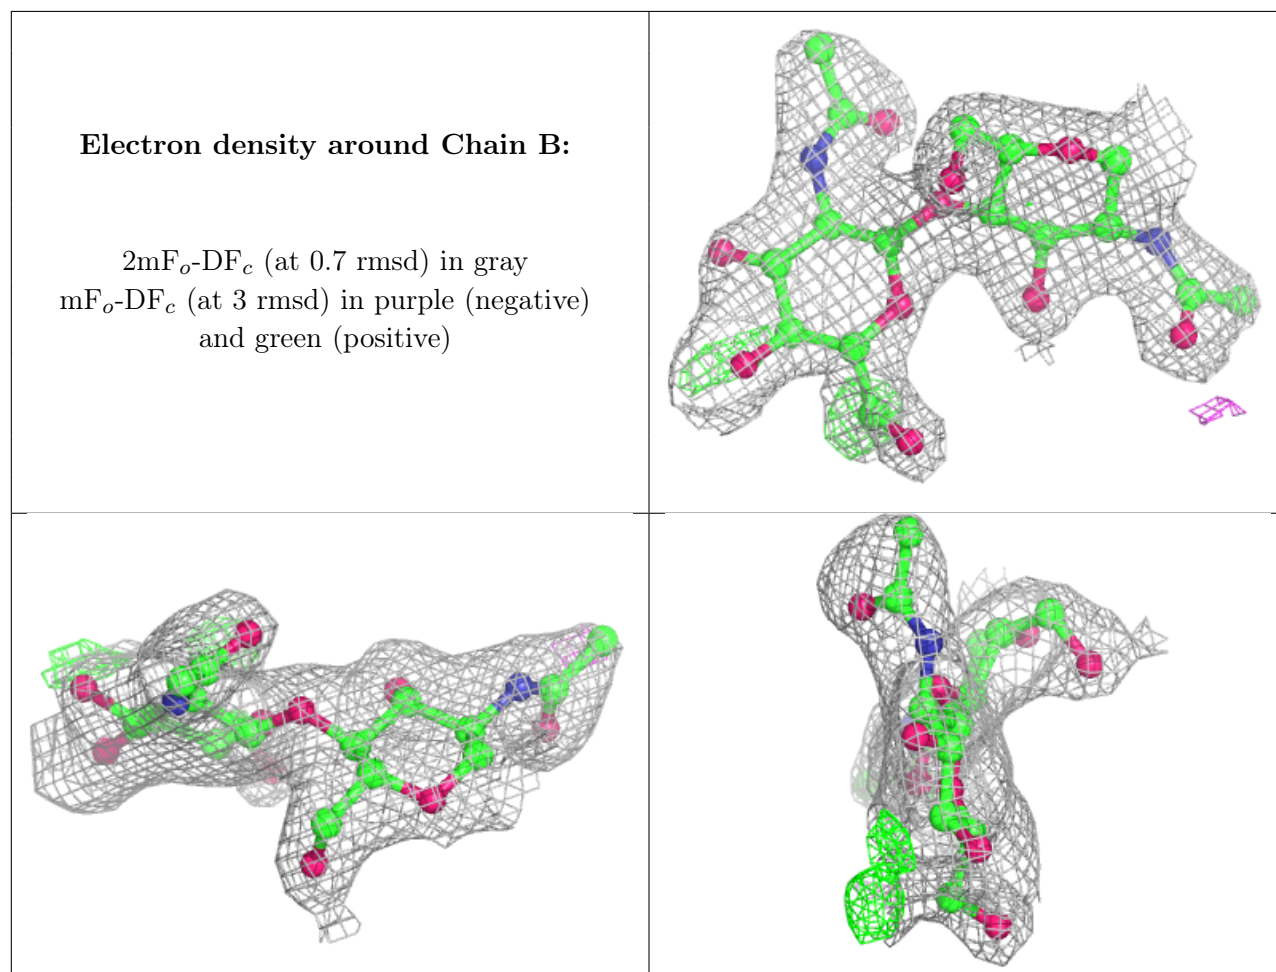 Electron density around Chain B:
2mFₒ-DF𝒸 (at 0.7 rmsd) in gray
mFₒ-DF𝒸 (at 3 rmsd) in purple (negative)
and green (positive)